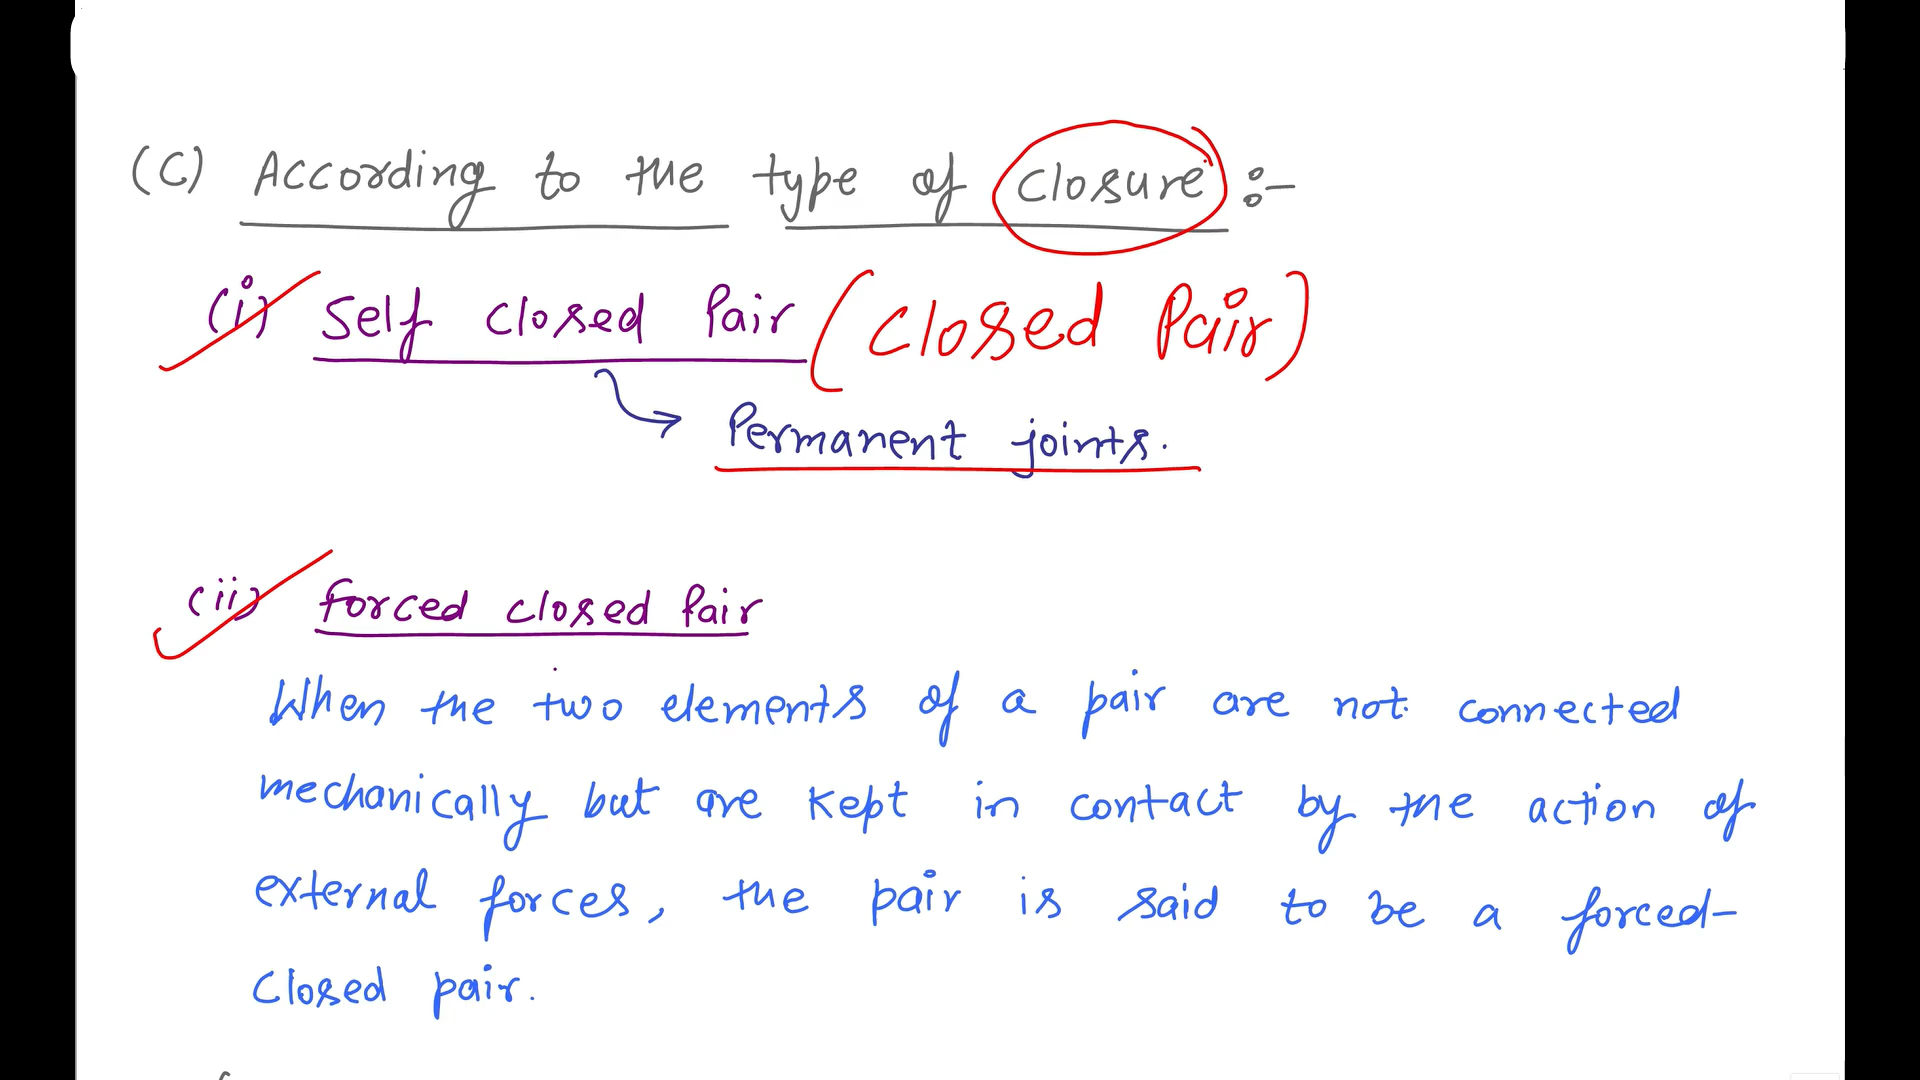 (C) According to the type of closure :-
(i) Self closed Pair (Closed Pair)
Permanent joints.
(ii) forced closed Pair
When the two elements of a pair are not connected
mechanically but are kept in contact by the action of
external forces, the pair is said to be a forced-
closed pair.